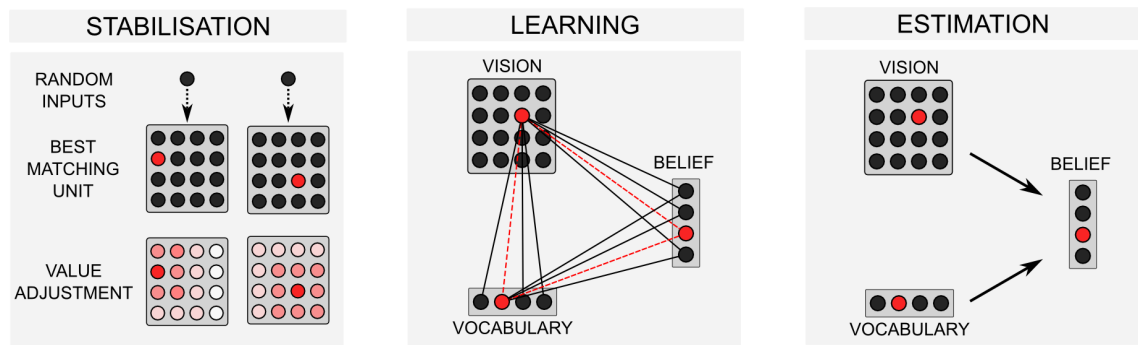 STABILISATION
RANDOM
INPUTS
BEST
MATCHING
UNIT
VALUE
ADJUSTMENT
LEARNING
VISION
BELIEF
VOCABULARY
ESTIMATION
VISION
BELIEF
VOCABULARY